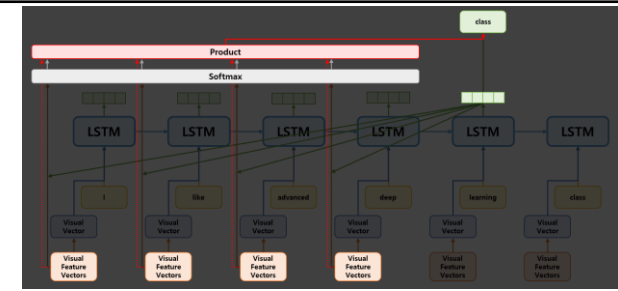 class
Product
Softmax
LSTM LSTM LSTM LSTM LSTM LSTM
I like advanced deep learning class
Visual Vector
Visual Vector
Visual Vector
Visual Vector
Visual Vector
Visual Vector
Visual Feature Vectors
Visual Feature Vectors
Visual Feature Vectors
Visual Feature Vectors
Visual Feature Vectors
Visual Feature Vectors